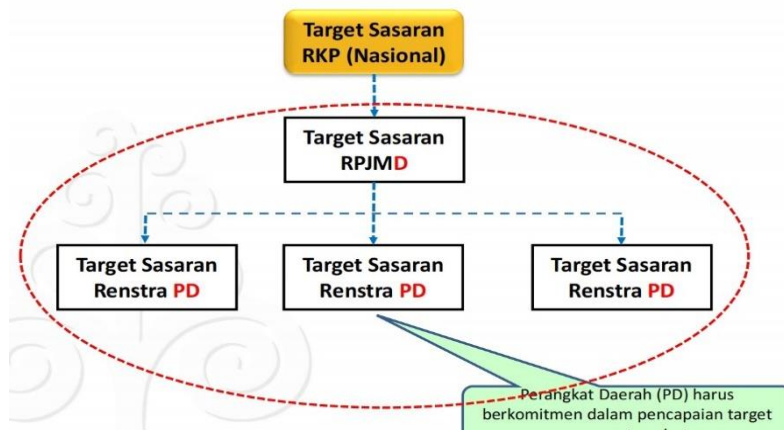 Target Sasaran
RKP (Nasional)
Target Sasaran
RPJMD
Target Sasaran
Renstra PD
Target Sasaran
Renstra PD
Target Sasaran
Renstra PD
Perangkat Daerah (PD) harus
berkomitmen dalam pencapaian target